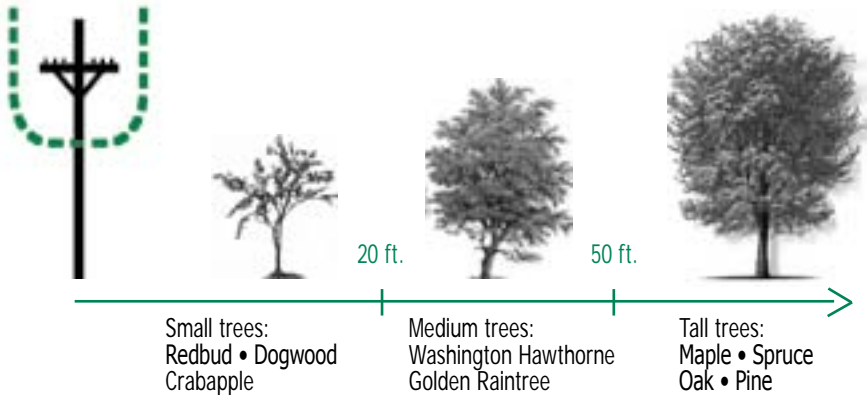 20 ft.
50 ft.
Small trees:
Redbud • Dogwood
Crabapple
Medium trees:
Washington Hawthorne
Golden Raintree
Tall trees:
Maple • Spruce
Oak • Pine